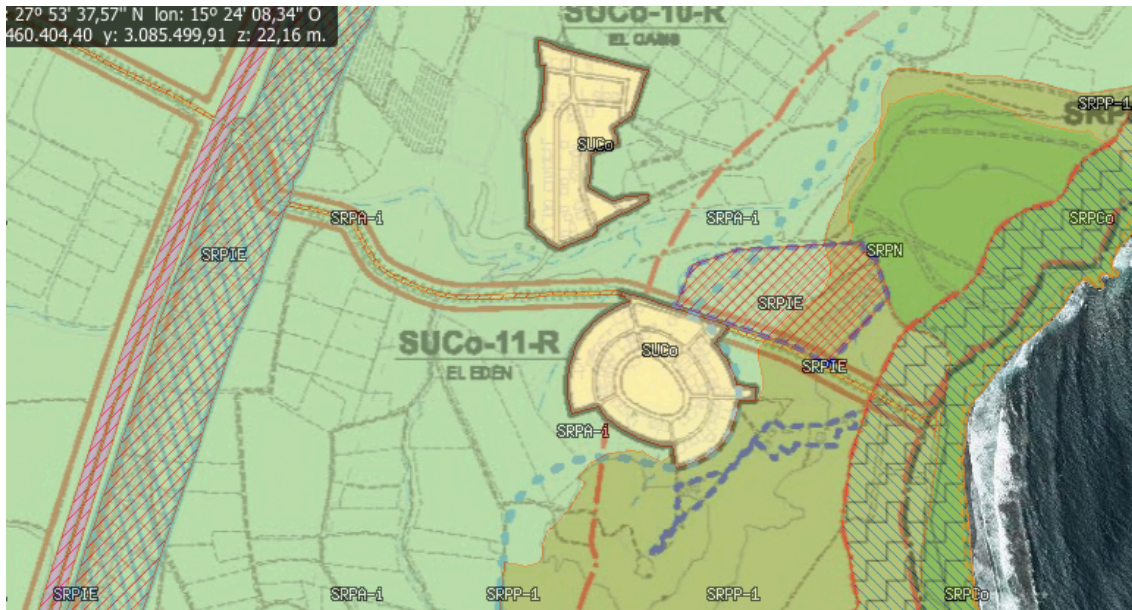 : 27º 53' 37,57" N lon: 15º 24' 08,34" O
460.404,40 y: 3.085.499,91 z: 22,16 m.
SUCo-10-R
EL GABIS
SRPP-1
SUCo
SRPA-i
SRPA-i
SRPCo
SRPIE
SRPN
SRPIE
SUCo-11-R
EL EDÉN
SUCo
SRPIE
SRPA-i
SRPIE
SRPA-i
SRPP-1
SRPP-1
SRPCo